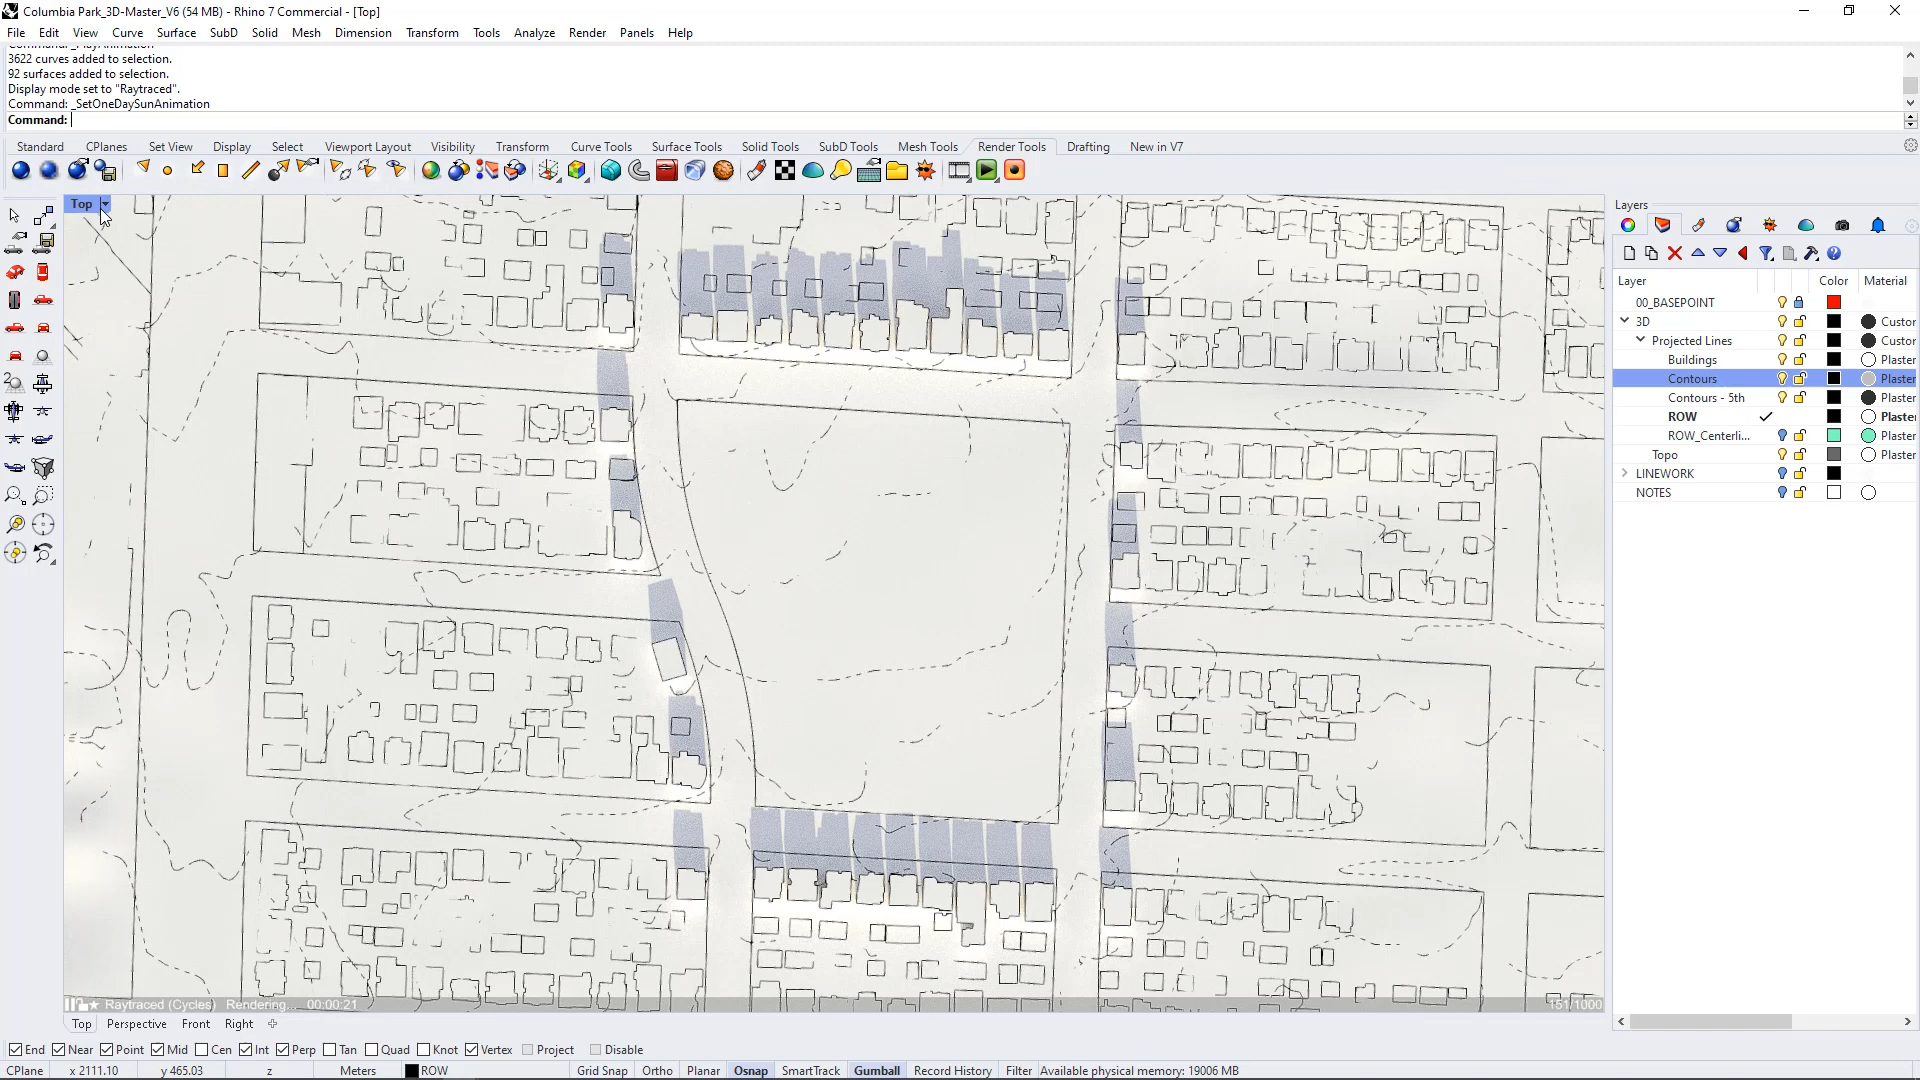 Columbia Park_3D-Master_V6 (54 MB) - Rhino 7 Commercial - [Top]
File Edit View Curve Surface SubD Solid Mesh Dimension Transform Tools Analyze Render Panels Help
3622 curves added to selection.
92 surfaces added to selection.
Display mode set to "Raytraced".
Command: _SetOneDaySunAnimation
Command:
Standard CPlanes Set View Display Select Viewport Layout Visibility Transform Curve Tools Surface Tools Solid Tools SubD Tools Mesh Tools Render Tools Drafting New in V7
Top
Layers
Layer Color Material
00_BASEPOINT
3D Custor
Projected Lines Custor
Buildings Plaster
Contours Plaster
Contours - 5th Plaster
ROW Plaster
ROW_Centerli... Plaster
Topo Plaster
LINEWORK
NOTES
Raytraced (Cycles) Rendering... 00:00:21 151/1000
Top Perspective Front Right
End Near Point Mid Cen Int Perp Tan Quad Knot Vertex Project Disable
CPlane x 2111.10 y 465.03 z Meters ROW Grid Snap Ortho Planar Osnap SmartTrack Gumball Record History Filter Available physical memory: 19006 MB